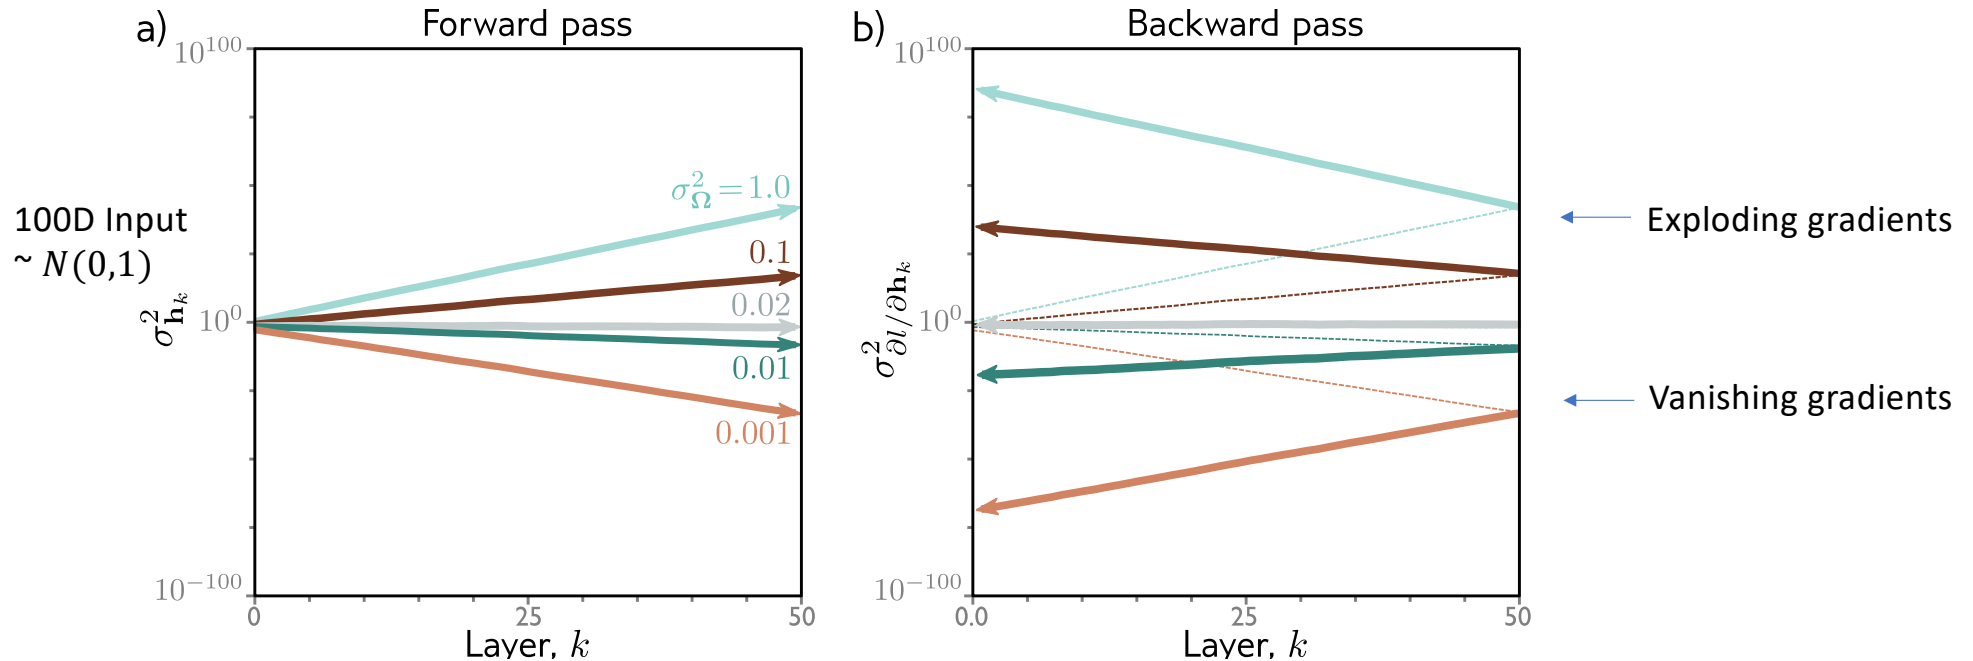 a) Forward pass
10^100
σ²_Ω = 1.0
100D Input
~ N(0,1)
0.1
0.02
σ²_{h_k}
10^0
0.01
0.001
10^−100
0 25 50
Layer, k
b) Backward pass
10^100
Exploding gradients
σ²_{∂l/∂h_k}
10^0
Vanishing gradients
10^−100
0.0 25 50
Layer, k